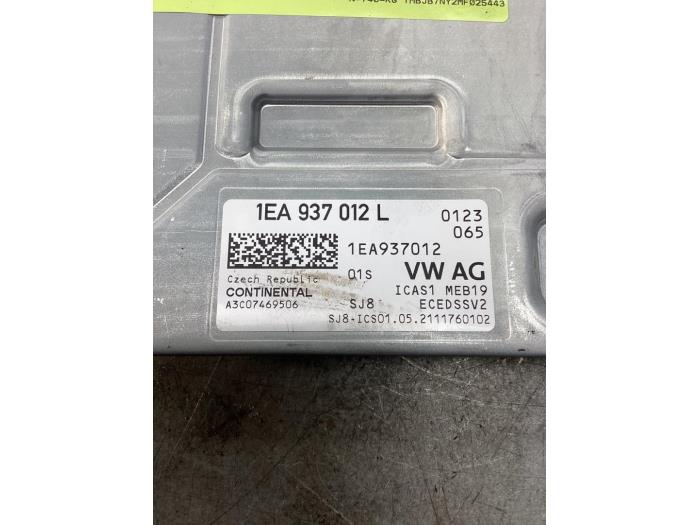 TMBJB7NY2MF025443
1EA 937 012 L
0123
065
1EA937012
Czech Republic
01S
VW AG
CONTINENTAL
ICAS1 MEB19
A3C07469506
SJ8
ECEDSSV2
SJ8-ICS01.05.2111760102